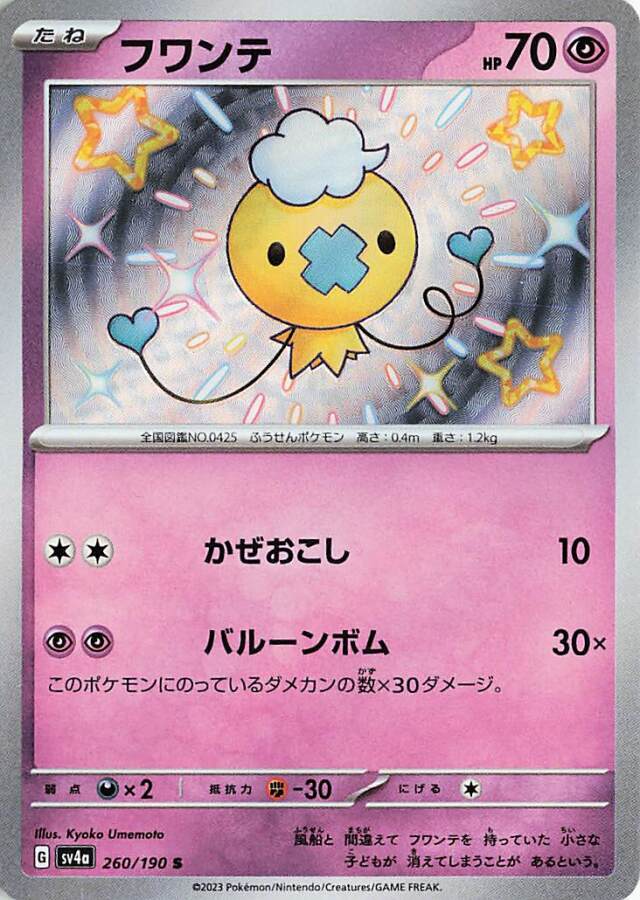 たね フワンテ HP70
全国図鑑NO.0425 ふうせんポケモン 高さ:0.4m 重さ:1.2kg
かぜおこし 10
バルーンボム 30×
このポケモンにのっているダメカンの数×30ダメージ。
弱点 ×2 抵抗力 -30 にげる
Illus. Kyoko Umemoto
G sv4a 260/190 S
風船と 間違えて フワンテを 持っていた 小さな
子どもが 消えてしまうことが あるという。
©2023 Pokémon/Nintendo/Creatures/GAME FREAK.